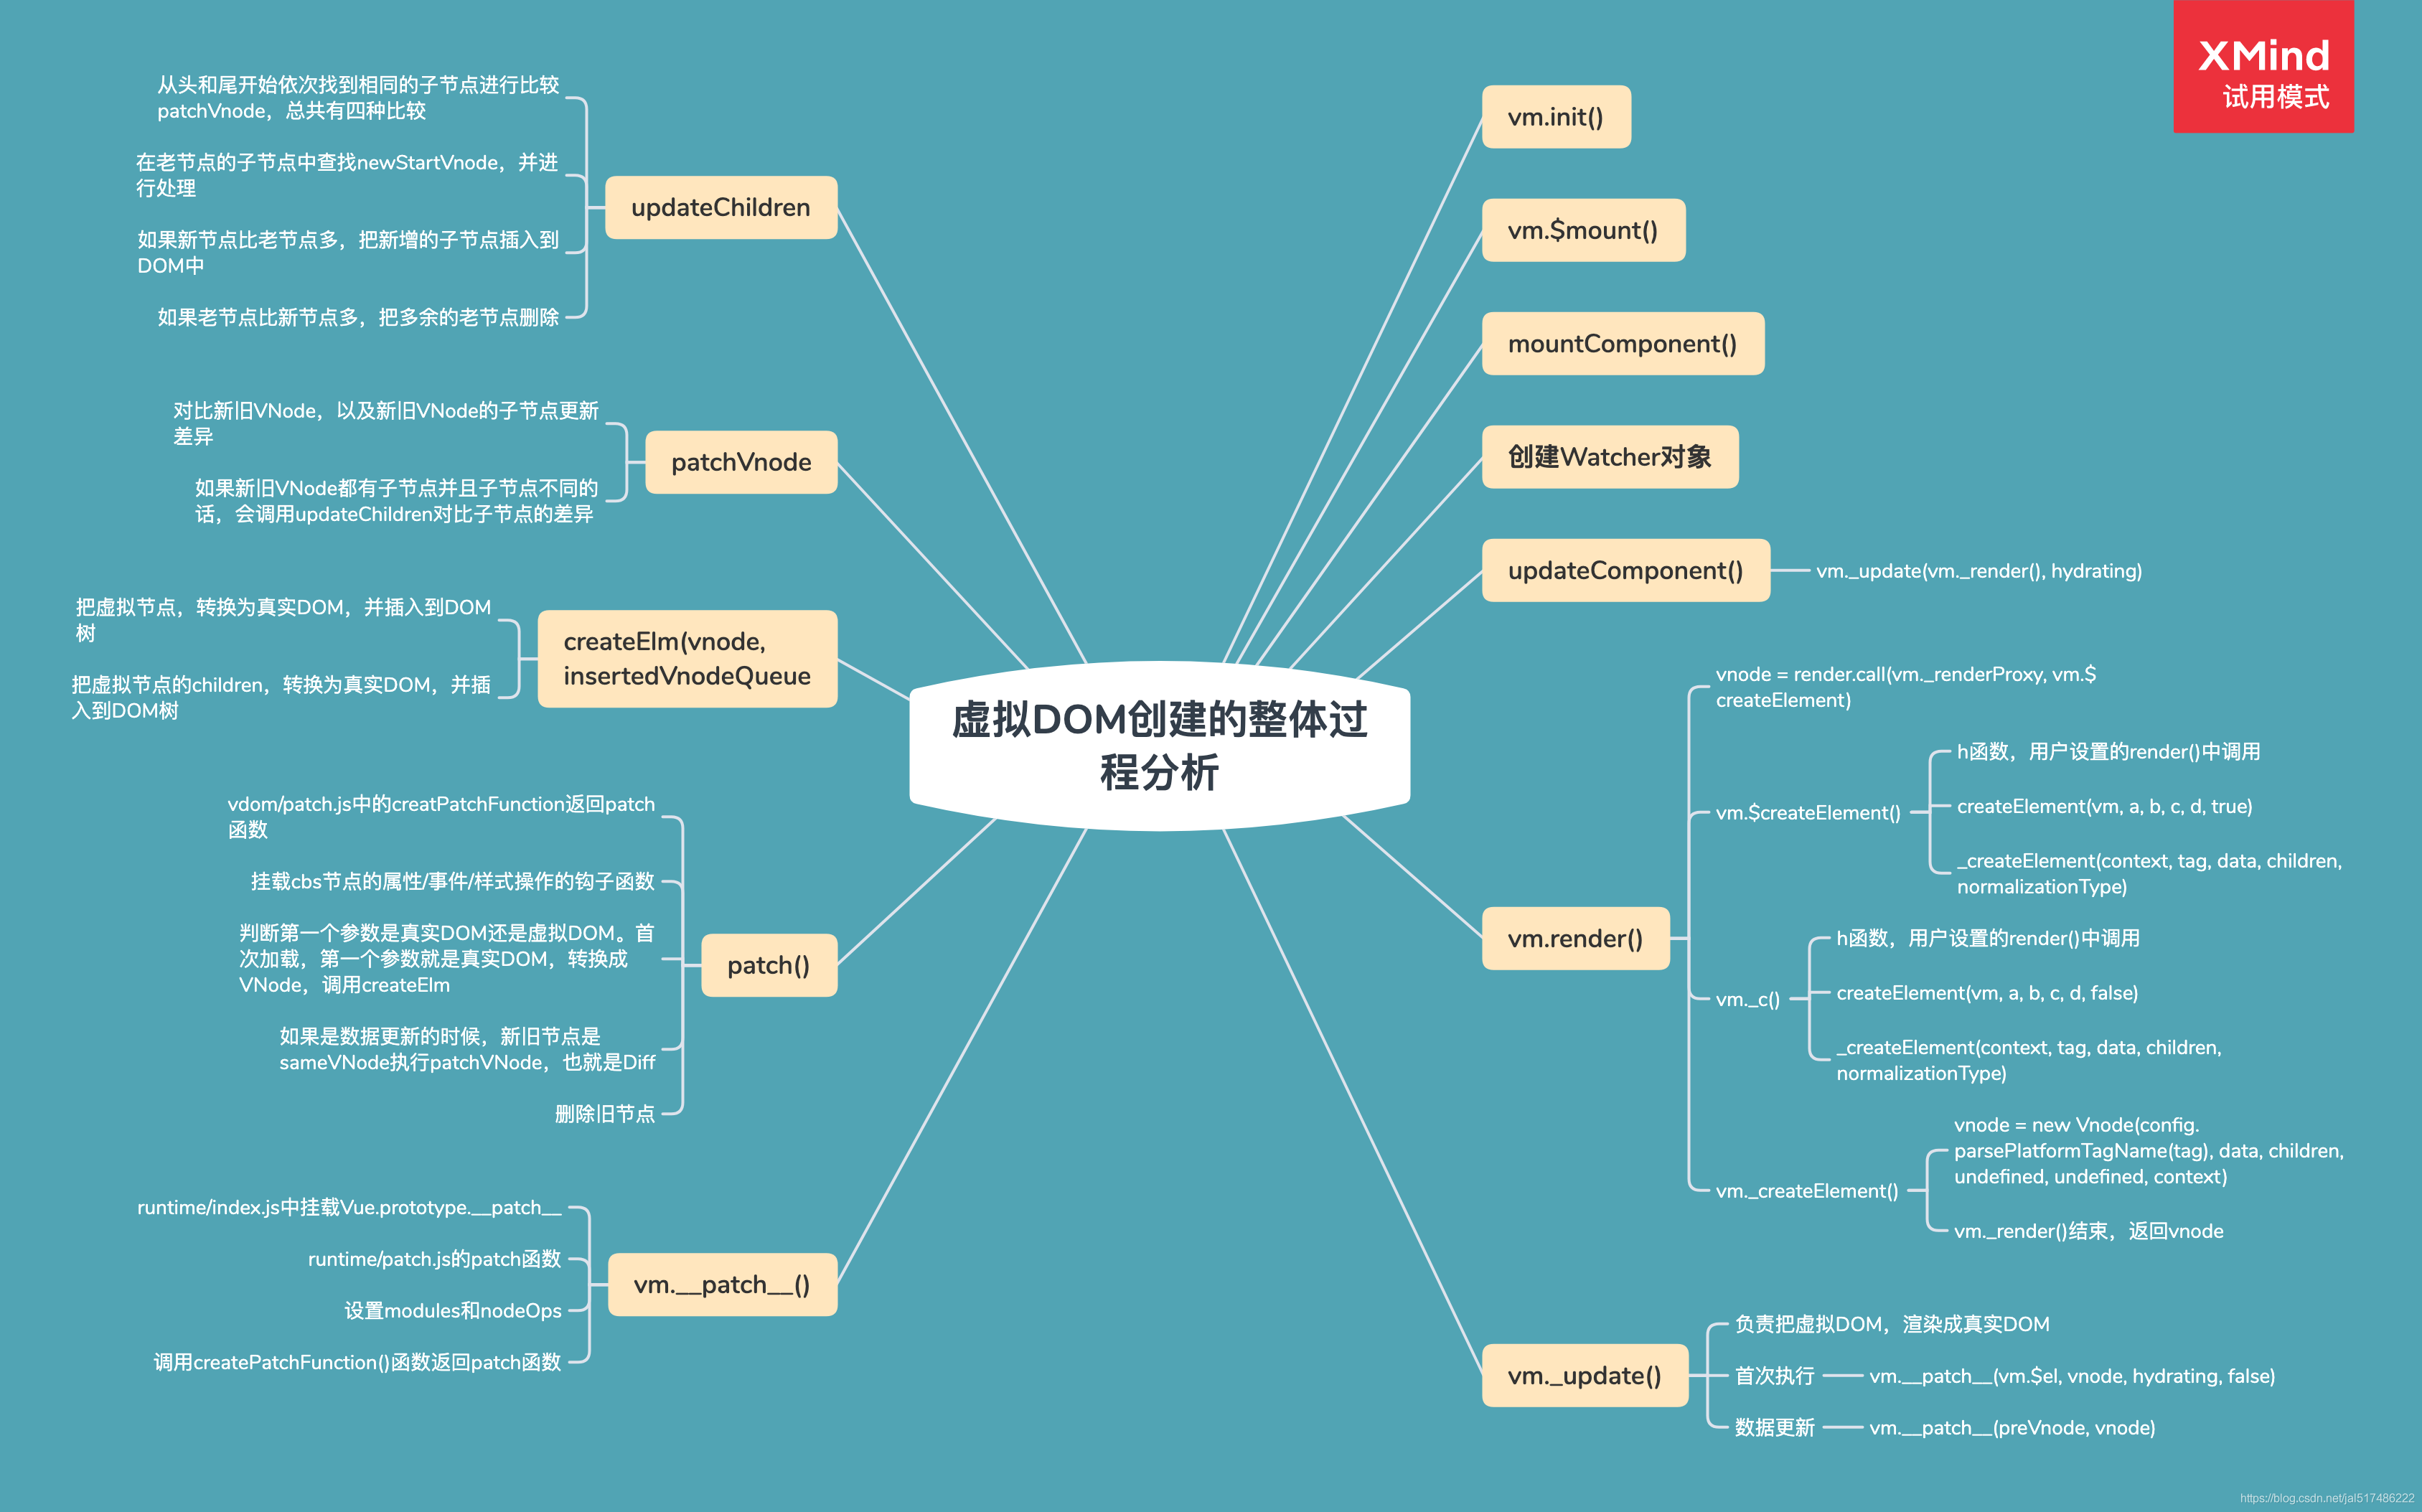 XMind
试用模式
虚拟DOM创建的整体过
程分析
vm.init()
vm.$mount()
mountComponent()
创建Watcher对象
updateComponent()
vm._update(vm._render(), hydrating)
vm.render()
vnode = render.call(vm._renderProxy, vm.$
createElement)
vm.$createElement()
h函数，用户设置的render()中调用
createElement(vm, a, b, c, d, true)
_createElement(context, tag, data, children,
normalizationType)
vm._c()
h函数，用户设置的render()中调用
createElement(vm, a, b, c, d, false)
_createElement(context, tag, data, children,
normalizationType)
vm._createElement()
vnode = new Vnode(config.
parsePlatformTagName(tag), data, children,
undefined, undefined, context)
vm._render()结束，返回vnode
vm._update()
负责把虚拟DOM，渲染成真实DOM
首次执行
vm.__patch__(vm.$el, vnode, hydrating, false)
数据更新
vm.__patch__(preVnode, vnode)
updateChildren
从头和尾开始依次找到相同的子节点进行比较
patchVnode，总共有四种比较
在老节点的子节点中查找newStartVnode，并进
行处理
如果新节点比老节点多，把新增的子节点插入到
DOM中
如果老节点比新节点多，把多余的老节点删除
patchVnode
对比新旧VNode，以及新旧VNode的子节点更新
差异
如果新旧VNode都有子节点并且子节点不同的
话，会调用updateChildren对比子节点的差异
createElm(vnode,
insertedVnodeQueue
把虚拟节点，转换为真实DOM，并插入到DOM
树
把虚拟节点的children，转换为真实DOM，并插
入到DOM树
patch()
vdom/patch.js中的creatPatchFunction返回patch
函数
挂载cbs节点的属性/事件/样式操作的钩子函数
判断第一个参数是真实DOM还是虚拟DOM。首
次加载，第一个参数就是真实DOM，转换成
VNode，调用createElm
如果是数据更新的时候，新旧节点是
sameVNode执行patchVNode，也就是Diff
删除旧节点
vm.__patch__()
runtime/index.js中挂载Vue.prototype.__patch__
runtime/patch.js的patch函数
设置modules和nodeOps
调用createPatchFunction()函数返回patch函数
https://blog.csdn.net/jal517486222